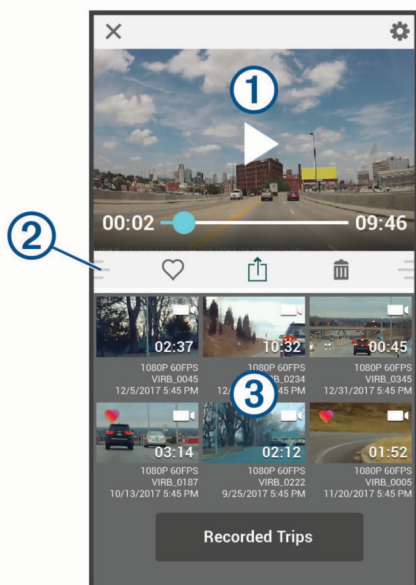 1
00:02 09:46
2
02:37 10:32 00:45
1080P 60FPS 1080P 60FPS 1080P 60FPS
VIRB_0045 VIRB_0234 VIRB_0345
12/5/2017 5:45 PM 5:45 PM 12/31/2017 5:45 PM
3
03:14 02:12 01:52
1080P 60FPS 1080P 60FPS 1080P 60FPS
VIRB_0187 VIRB_0222 VIRB_0005
10/13/2017 5:45 PM 9/25/2017 5:45 PM 11/20/2017 5:45 PM
Recorded Trips